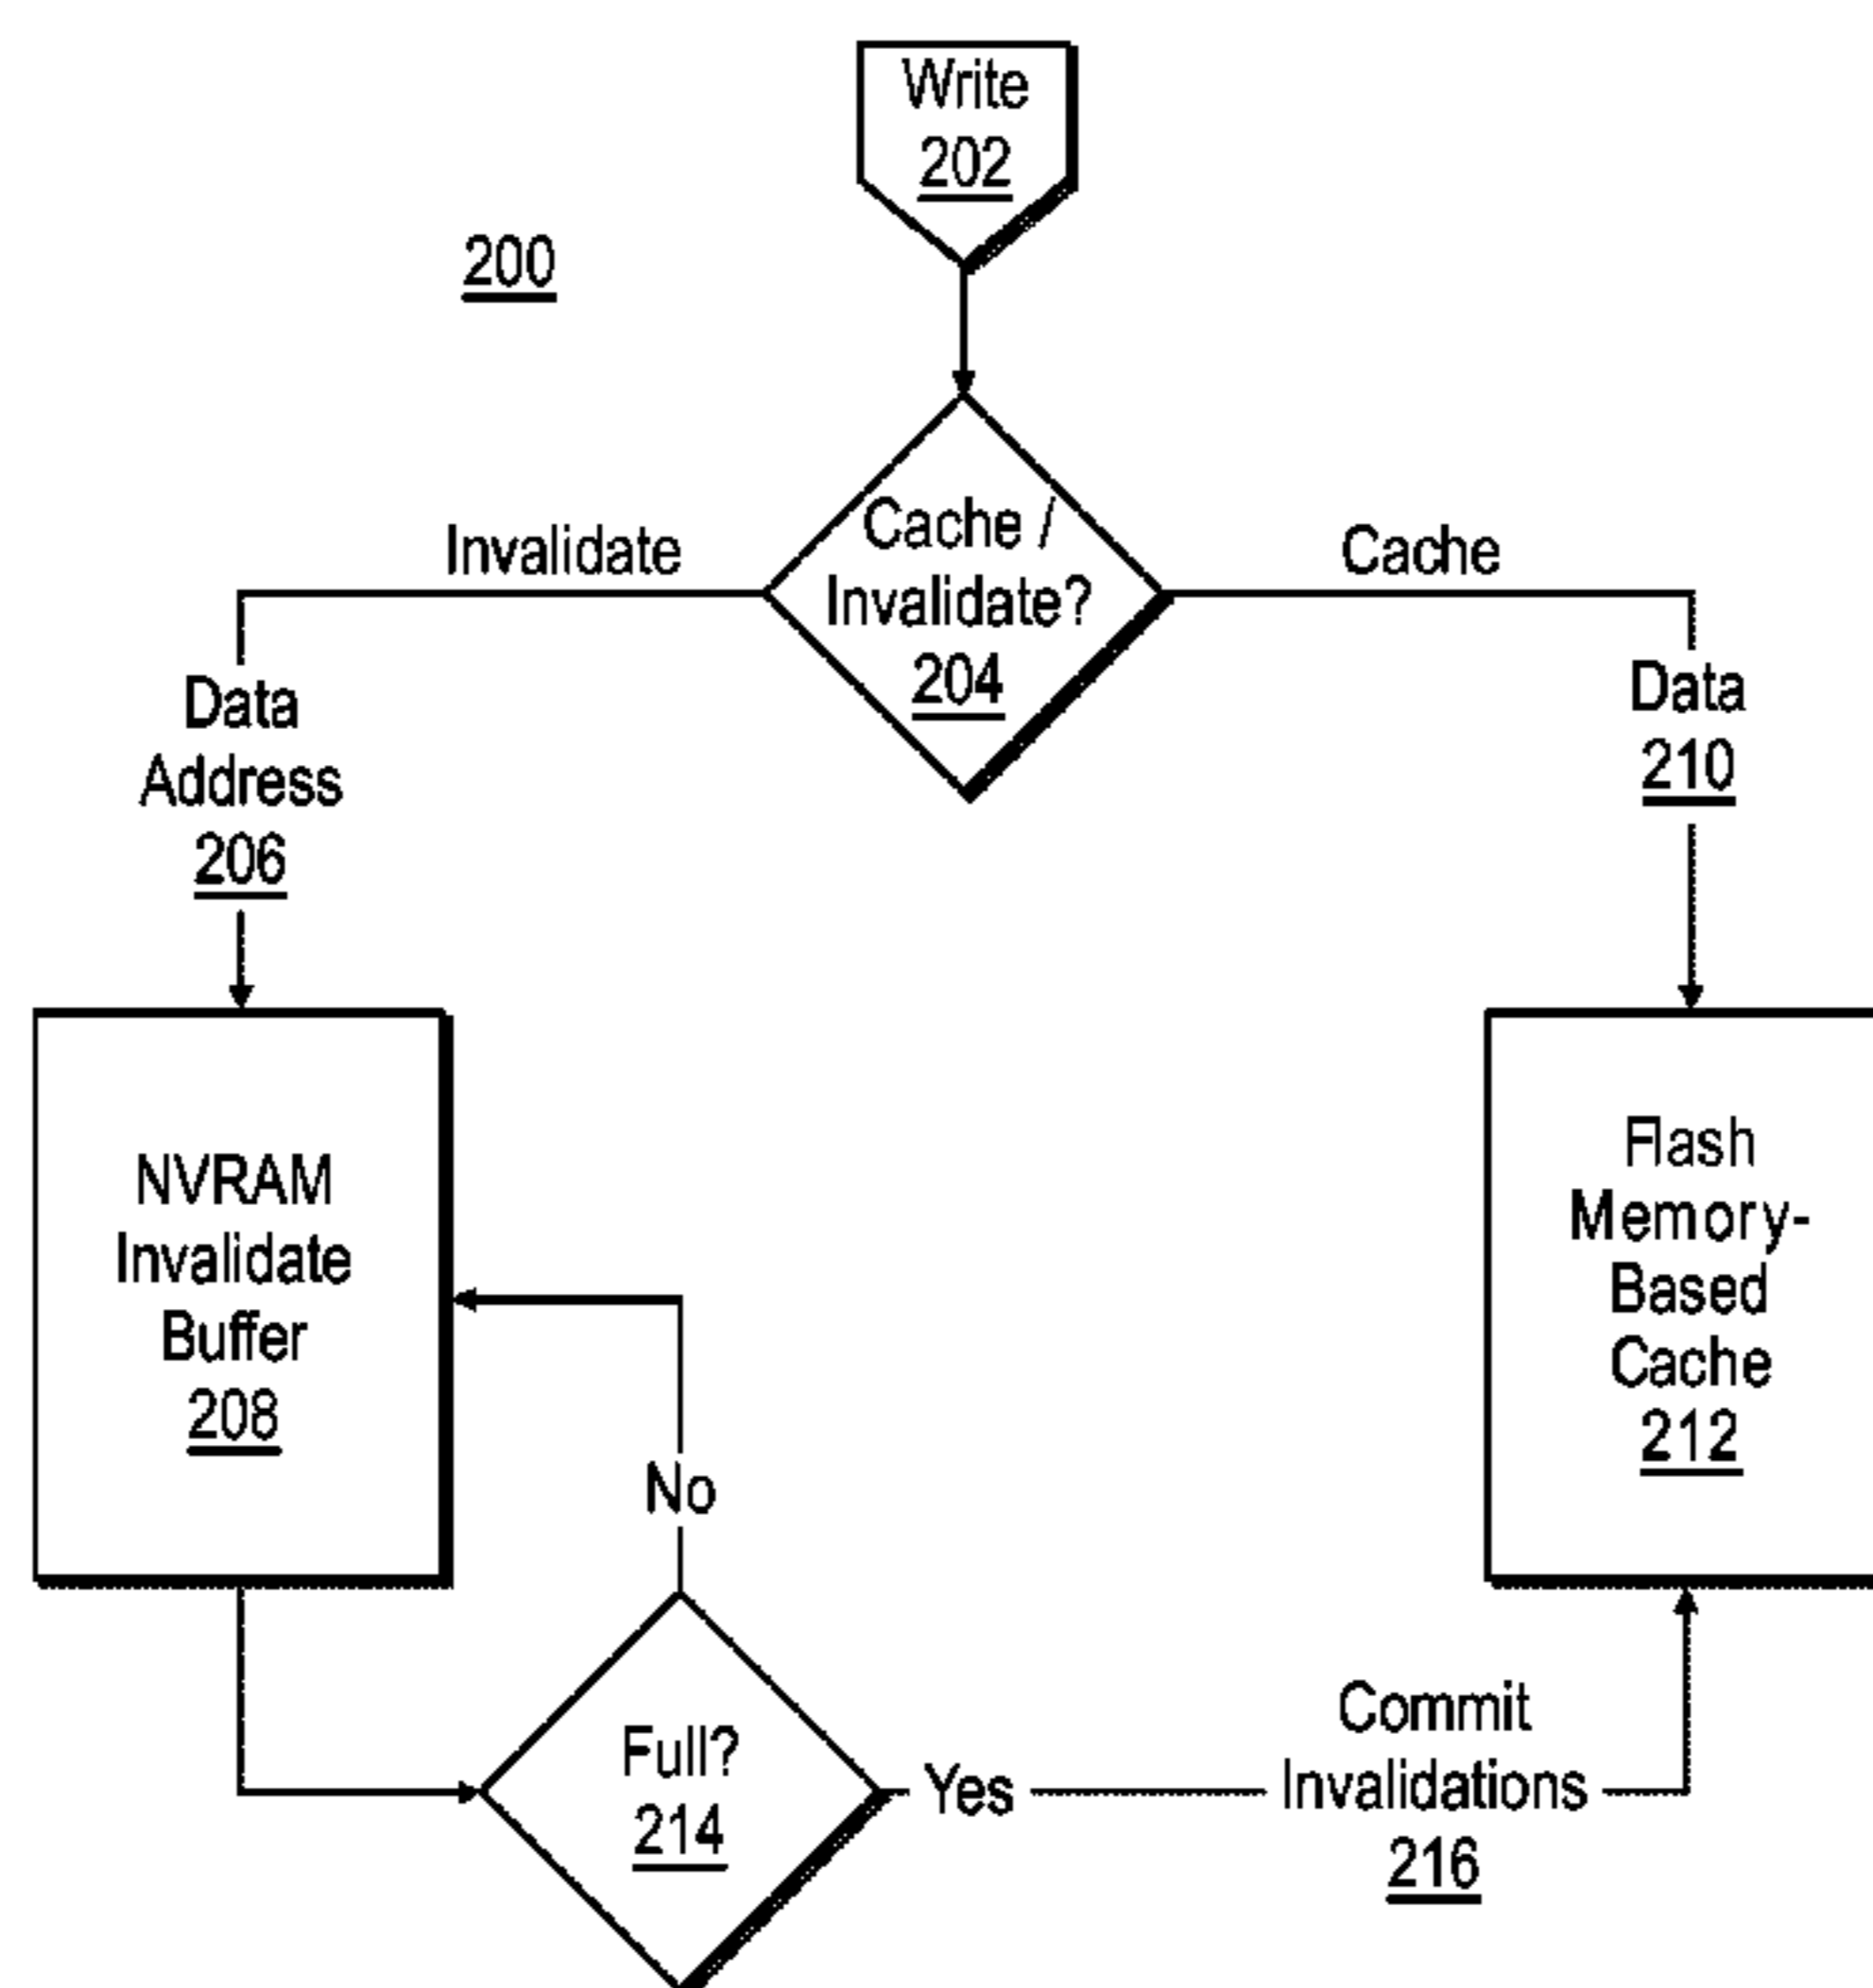 Write
202
200
Cache /
Invalidate?
204
Invalidate
Cache
Data
Address
206
Data
210
NVRAM
Invalidate
Buffer
208
Flash
Memory-
Based
Cache
212
No
Full?
214
Yes
Commit
Invalidations
216